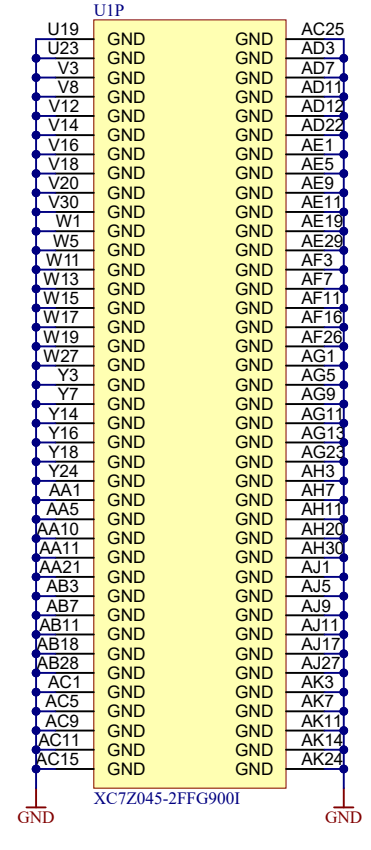 U1P
U19 GND GND AC25
U23 GND GND AD3
V3 GND GND AD7
V8 GND GND AD11
V12 GND GND AD12
V14 GND GND AD22
V16 GND GND AE1
V18 GND GND AE5
V20 GND GND AE9
V30 GND GND AE11
W1 GND GND AE19
W5 GND GND AE29
W11 GND GND AF3
W13 GND GND AF7
W15 GND GND AF11
W17 GND GND AF16
W19 GND GND AF26
W27 GND GND AG1
Y3 GND GND AG5
Y7 GND GND AG9
Y14 GND GND AG11
Y16 GND GND AG13
Y18 GND GND AG23
Y24 GND GND AH3
AA1 GND GND AH7
AA5 GND GND AH11
AA10 GND GND AH20
AA11 GND GND AH30
AA21 GND GND AJ1
AB3 GND GND AJ5
AB7 GND GND AJ9
AB11 GND GND AJ11
AB18 GND GND AJ17
AB28 GND GND AJ27
AC1 GND GND AK3
AC5 GND GND AK7
AC9 GND GND AK11
AC11 GND GND AK14
AC15 GND GND AK24
XC7Z045-2FFG900I
GND GND